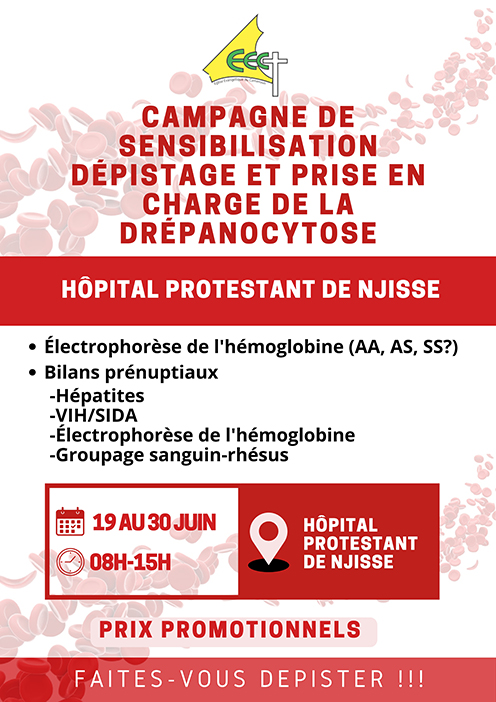 EEC
CAMPAGNE DE
SENSIBILISATION
DÉPISTAGE ET PRISE EN
CHARGE DE LA
DRÉPANOCYTOSE
HÔPITAL PROTESTANT DE NJISSE
• Électrophorèse de l'hémoglobine (AA, AS, SS?)
• Bilans prénuptiaux
-Hépatites
-VIH/SIDA
-Électrophorèse de l'hémoglobine
-Groupage sanguin-rhésus
19 AU 30 JUIN
08H-15H
HÔPITAL
PROTESTANT
DE NJISSE
PRIX PROMOTIONNELS
FAITES-VOUS DEPISTER !!!